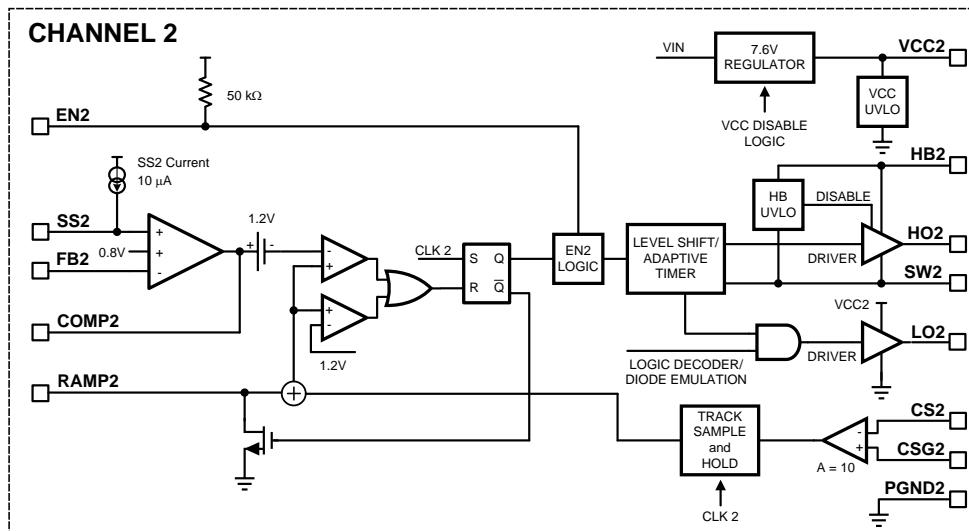 CHANNEL 2
VIN
7.6V
REGULATOR
VCC2
50 kΩ
VCC
UVLO
EN2
VCC DISABLE
LOGIC
HB2
SS2 Current
10 μA
HB
UVLO
DISABLE
SS2
1.2V
+
+ -
-
+
CLK 2
S Q
EN2
LOGIC
LEVEL SHIFT/
ADAPTIVE
TIMER
DRIVER
HO2
0.8V
+
FB2
-
R Q
SW2
+
-
VCC2
COMP2
1.2V
LO2
DRIVER
LOGIC DECODER/
DIODE EMULATION
RAMP2
+
TRACK
SAMPLE
and
HOLD
-
+
A = 10
CS2
CSG2
PGND2
CLK 2